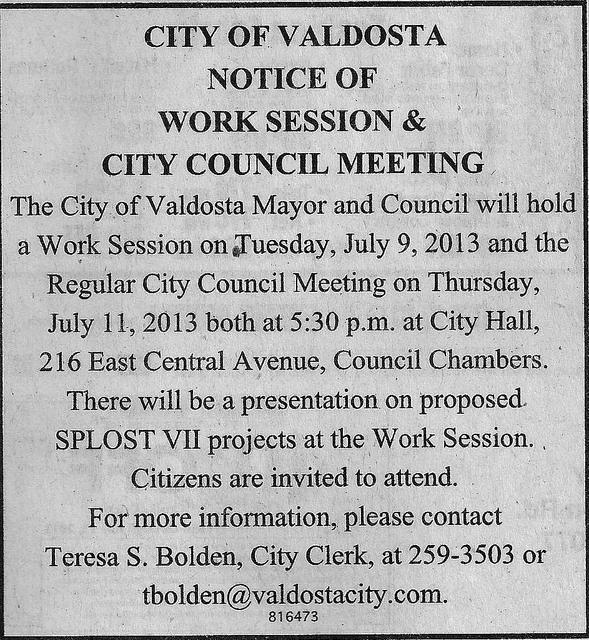 CITY OF VALDOSTA
NOTICE OF
WORK SESSION &
CITY COUNCIL MEETING
The City of Valdosta Mayor and Council will hold
a Work Session on Tuesday, July 9, 2013 and the
Regular City Council Meeting on Thursday,
July 11, 2013 both at 5:30 p.m. at City Hall,
216 East Central Avenue, Council Chambers.
There will be a presentation on proposed
SPLOST VII projects at the Work Session.
Citizens are invited to attend.
For more information, please contact
Teresa S. Bolden, City Clerk, at 259-3503 or
tbolden@valdostacity.com.
816473